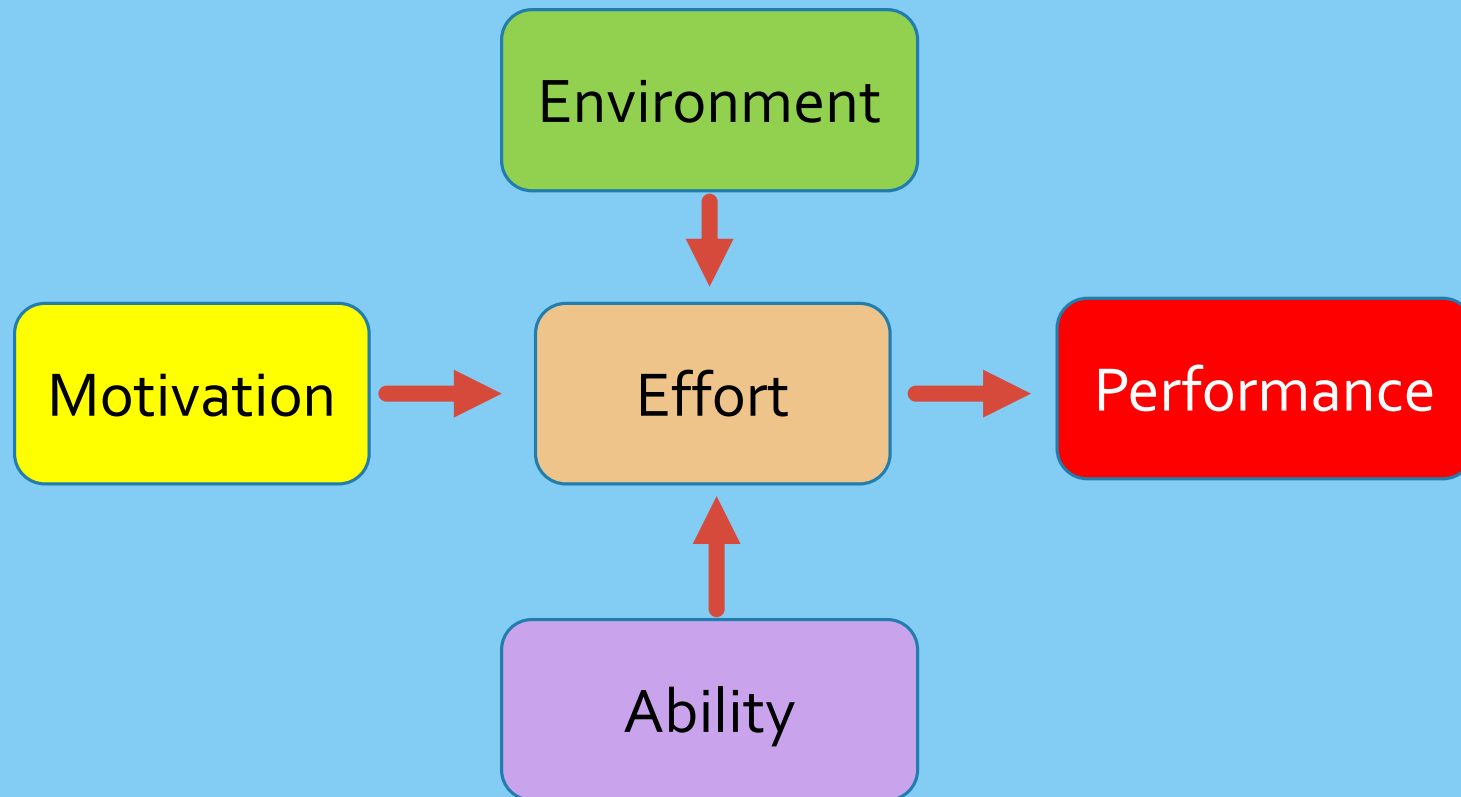 Environment
Motivation
Effort
Performance
Ability